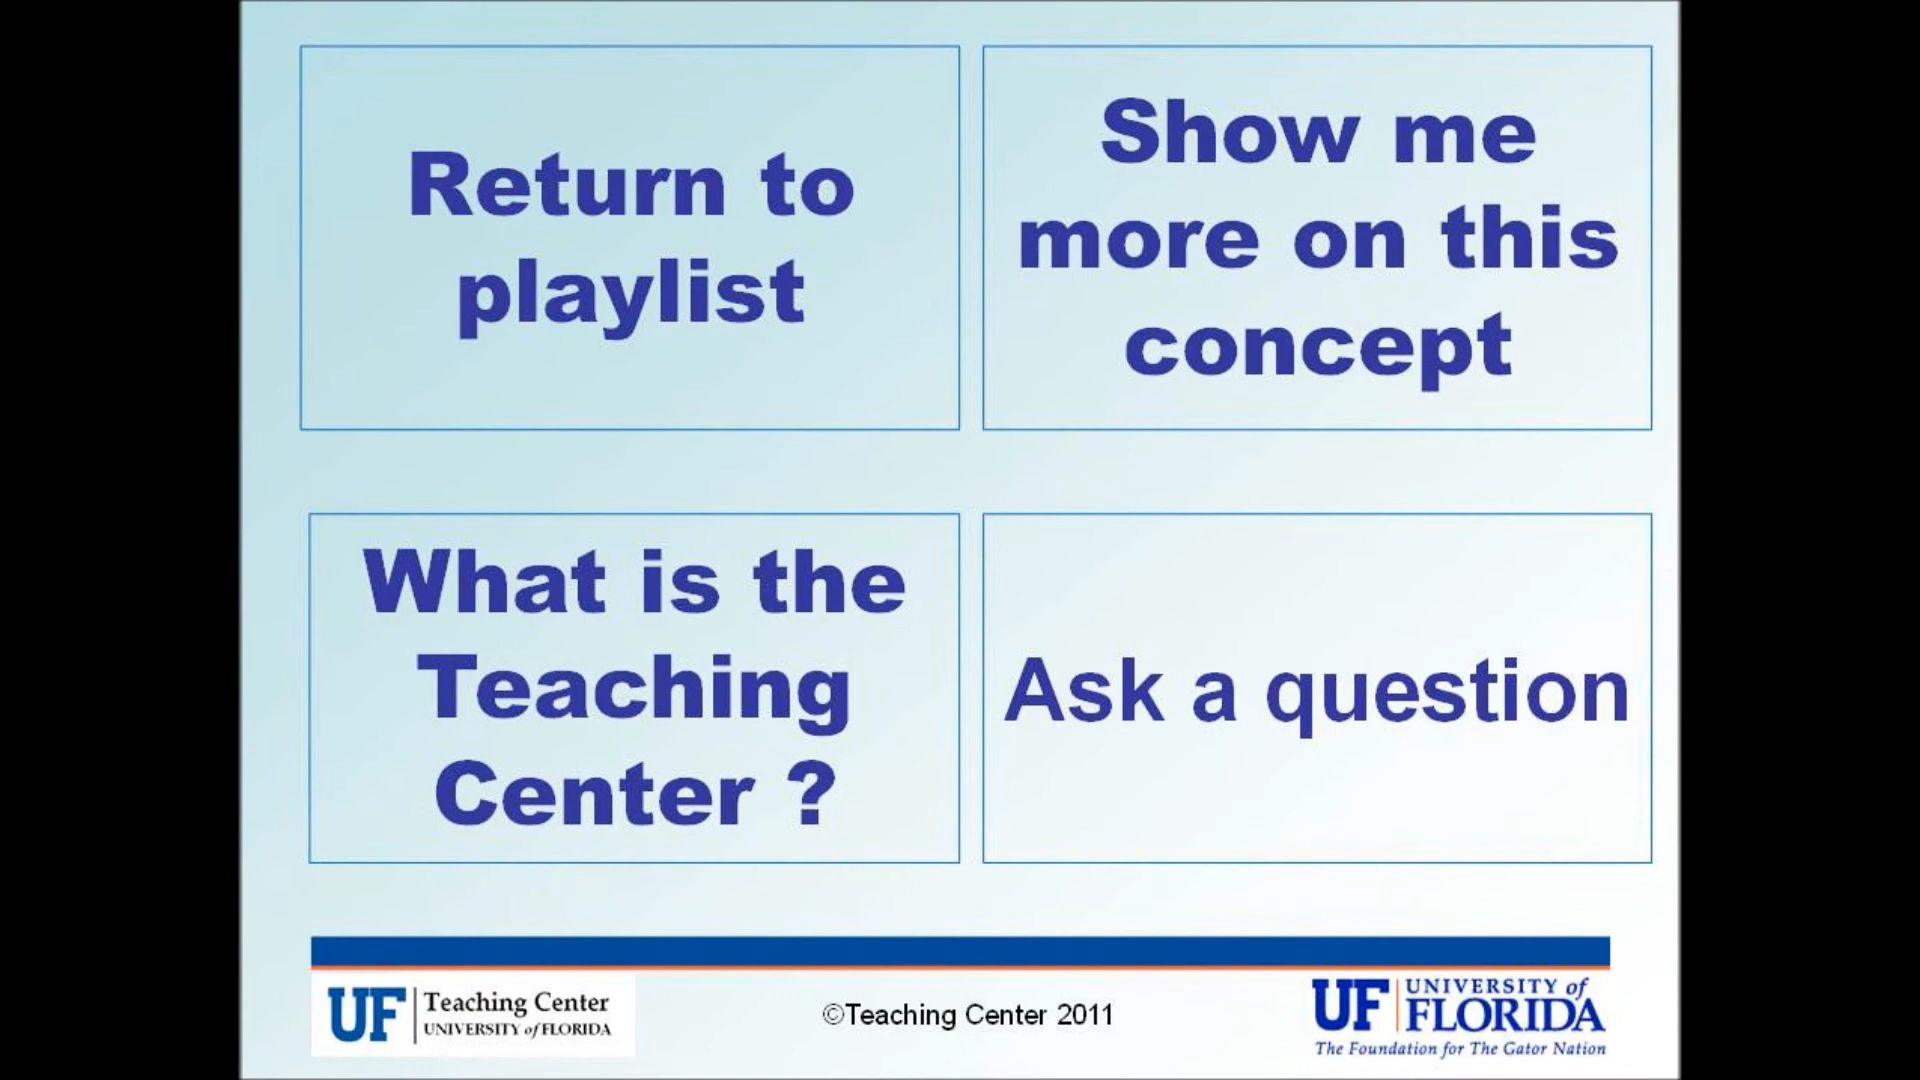 Return to
playlist
Show me
more on this
concept
What is the
Teaching
Center ?
Ask a question
UF Teaching Center
UNIVERSITY of FLORIDA
©Teaching Center 2011
UF UNIVERSITY of
FLORIDA
The Foundation for The Gator Nation